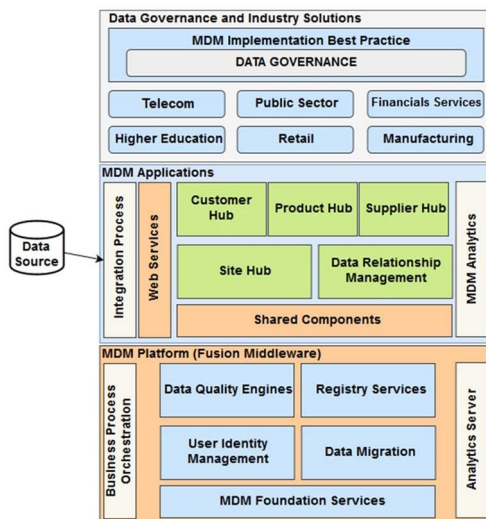 Data Governance and Industry Solutions
MDM Implementation Best Practice
DATA GOVERNANCE
Telecom
Public Sector
Financials Services
Higher Education
Retail
Manufacturing
MDM Applications
Data
Source
Integration Process
Web Services
Customer
Hub
Product Hub
Supplier Hub
Site Hub
Data Relationship
Management
Shared Components
MDM Analytics
MDM Platform (Fusion Middleware)
Business Process
Orchestration
Data Quality Engines
Registry Services
User Identity
Management
Data Migration
MDM Foundation Services
Analytics Server